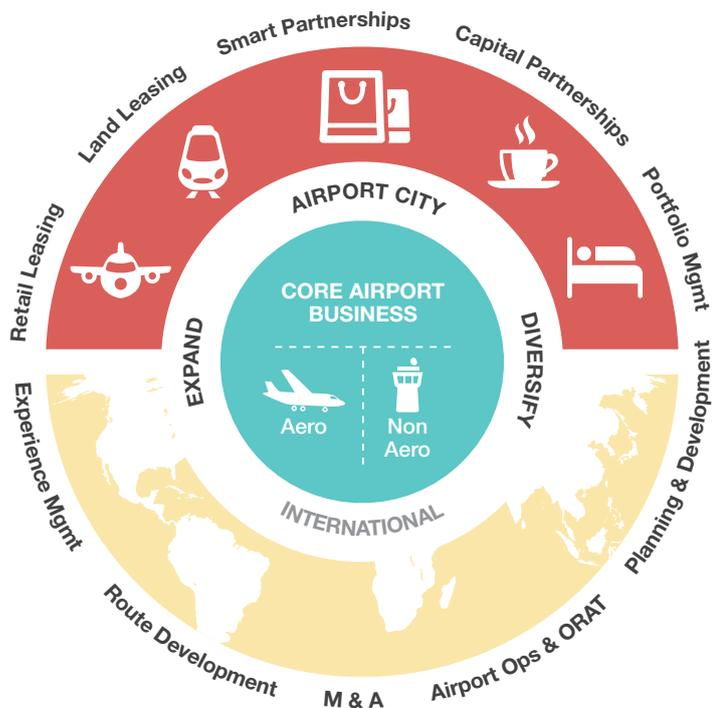 Smart Partnerships
Capital Partnerships
Land Leasing
Portfolio Mgmt
Retail Leasing
AIRPORT CITY
CORE AIRPORT
BUSINESS
EXPAND
DIVERSIFY
Aero
Non
Aero
INTERNATIONAL
Experience Mgmt
Planning & Development
Route Development
Airport Ops & ORAT
M & A